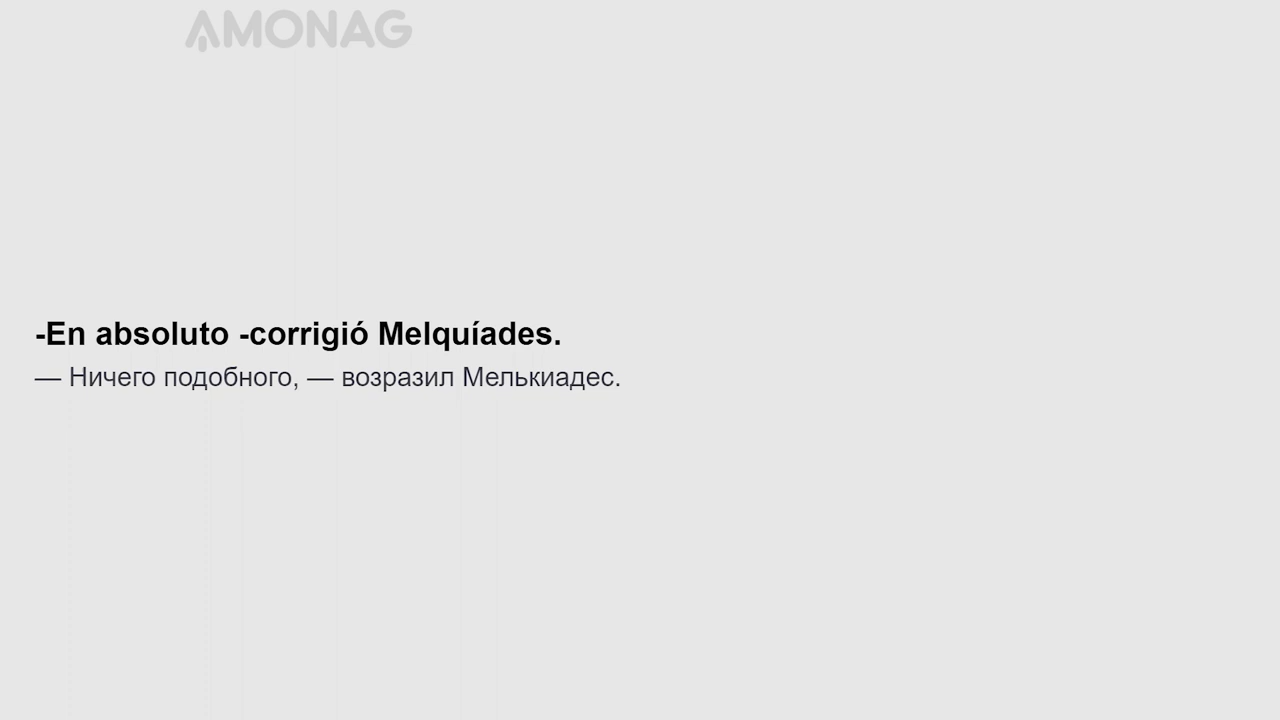 AMONAG
-En absoluto -corrigió Melquíades.
— Ничего подобного, — возразил Мелькиадес.